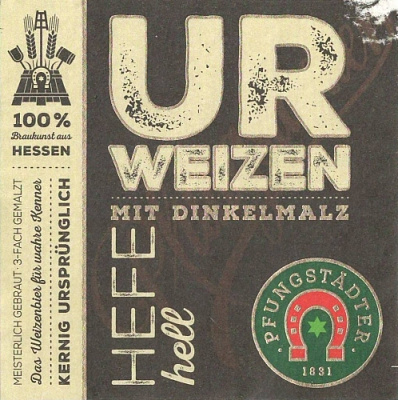 100%
Braukunst aus
HESSEN
MEISTERLICH GEBRAUT · 3-FACH GEMALZT
Das Weizenbier für wahre Kenner
KERNIG URSPRÜNGLICH
UR
WEIZEN
MIT DINKELMALZ
HEFE
hell
PFUNGSTÄDTER
1831